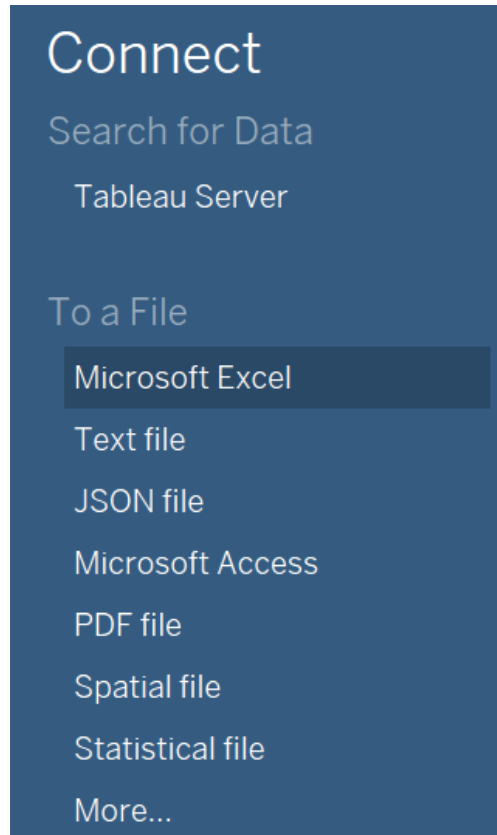 Connect
Search for Data
Tableau Server
To a File
Microsoft Excel
Text file
JSON file
Microsoft Access
PDF file
Spatial file
Statistical file
More...